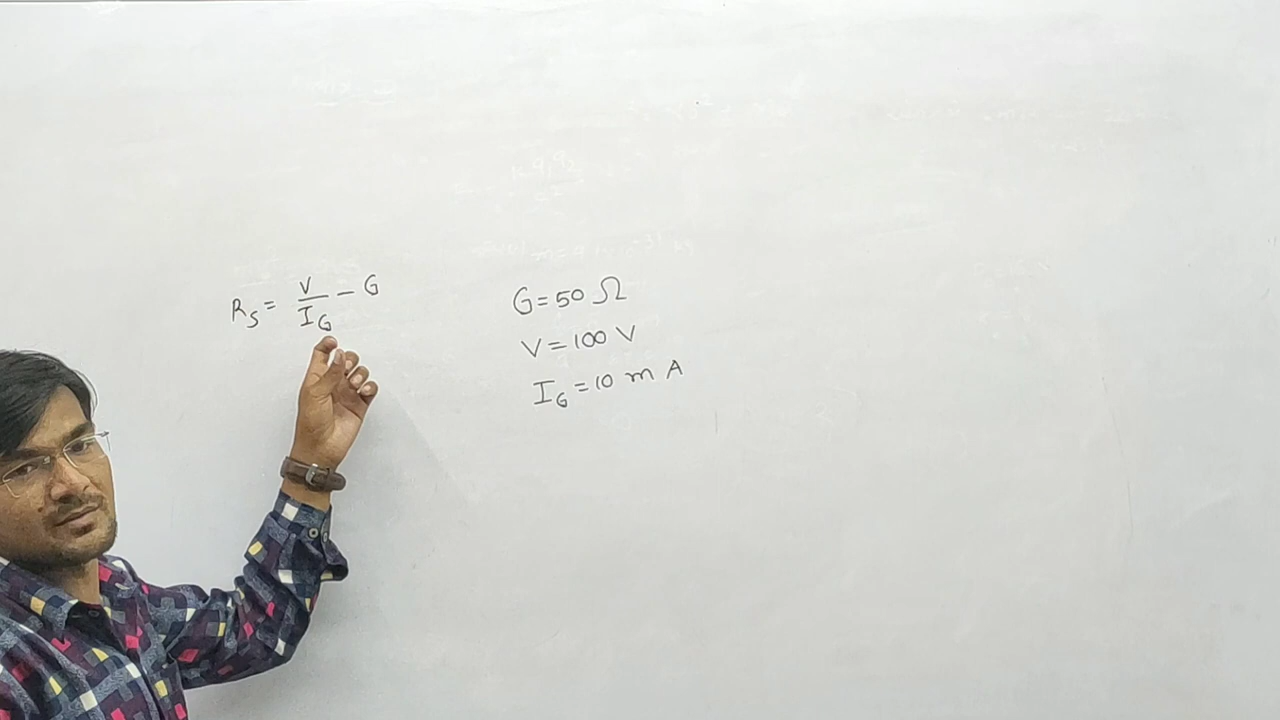 R_S = V/I_G - G
G = 50 Ω
V = 100 V
I_G = 10 m A